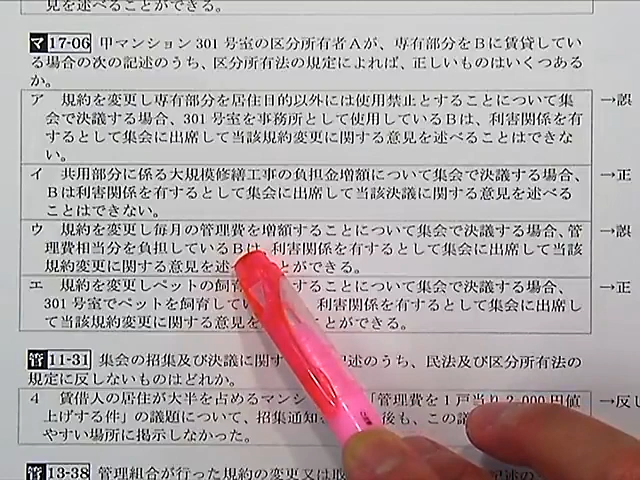 見を述べることができる。
マ 17-06 甲マンション 301 号室の区分所有者Aが、専有部分をBに賃貸してい
る場合の次の記述のうち、区分所有法の規定によれば、正しいものはいくつある
か。
ア 規約を変更し専有部分を居住目的以外には使用禁止とすることについて集 →誤
会で決議する場合、301 号室を事務所として使用しているBは、利害関係を有
するとして集会に出席して当該規約変更に関する意見を述べることはできな
い。
イ 共用部分に係る大規模修繕工事の負担金増額について集会で決議する場合、 →正
Bは利害関係を有するとして集会に出席して当該決議に関する意見を述べる
ことはできない。
ウ 規約を変更し毎月の管理費を増額することについて集会で決議する場合、管 →誤
理費相当分を負担しているBは、利害関係を有するとして集会に出席して当該
規約変更に関する意見を述 とができる。
エ 規約を変更しペットの飼育 することについて集会で決議する場合、 →正
301 号室でペットを飼育して 利害関係を有するとして集会に出席し
て当該規約変更に関する意見を とができる。
管 11-31 集会の招集及び決議に関す 記述のうち、民法及び区分所有法の
規定に反しないものはどれか。
4 賃借人の居住が大半を占めるマンシ 「管理費を1戸当り 2,000 円値 →反し
上げする件」の議題について、招集通知 後も、この議
やすい場所に掲示しなかった。
管 13-38 管理組合が行った規約の変更又は 記述の